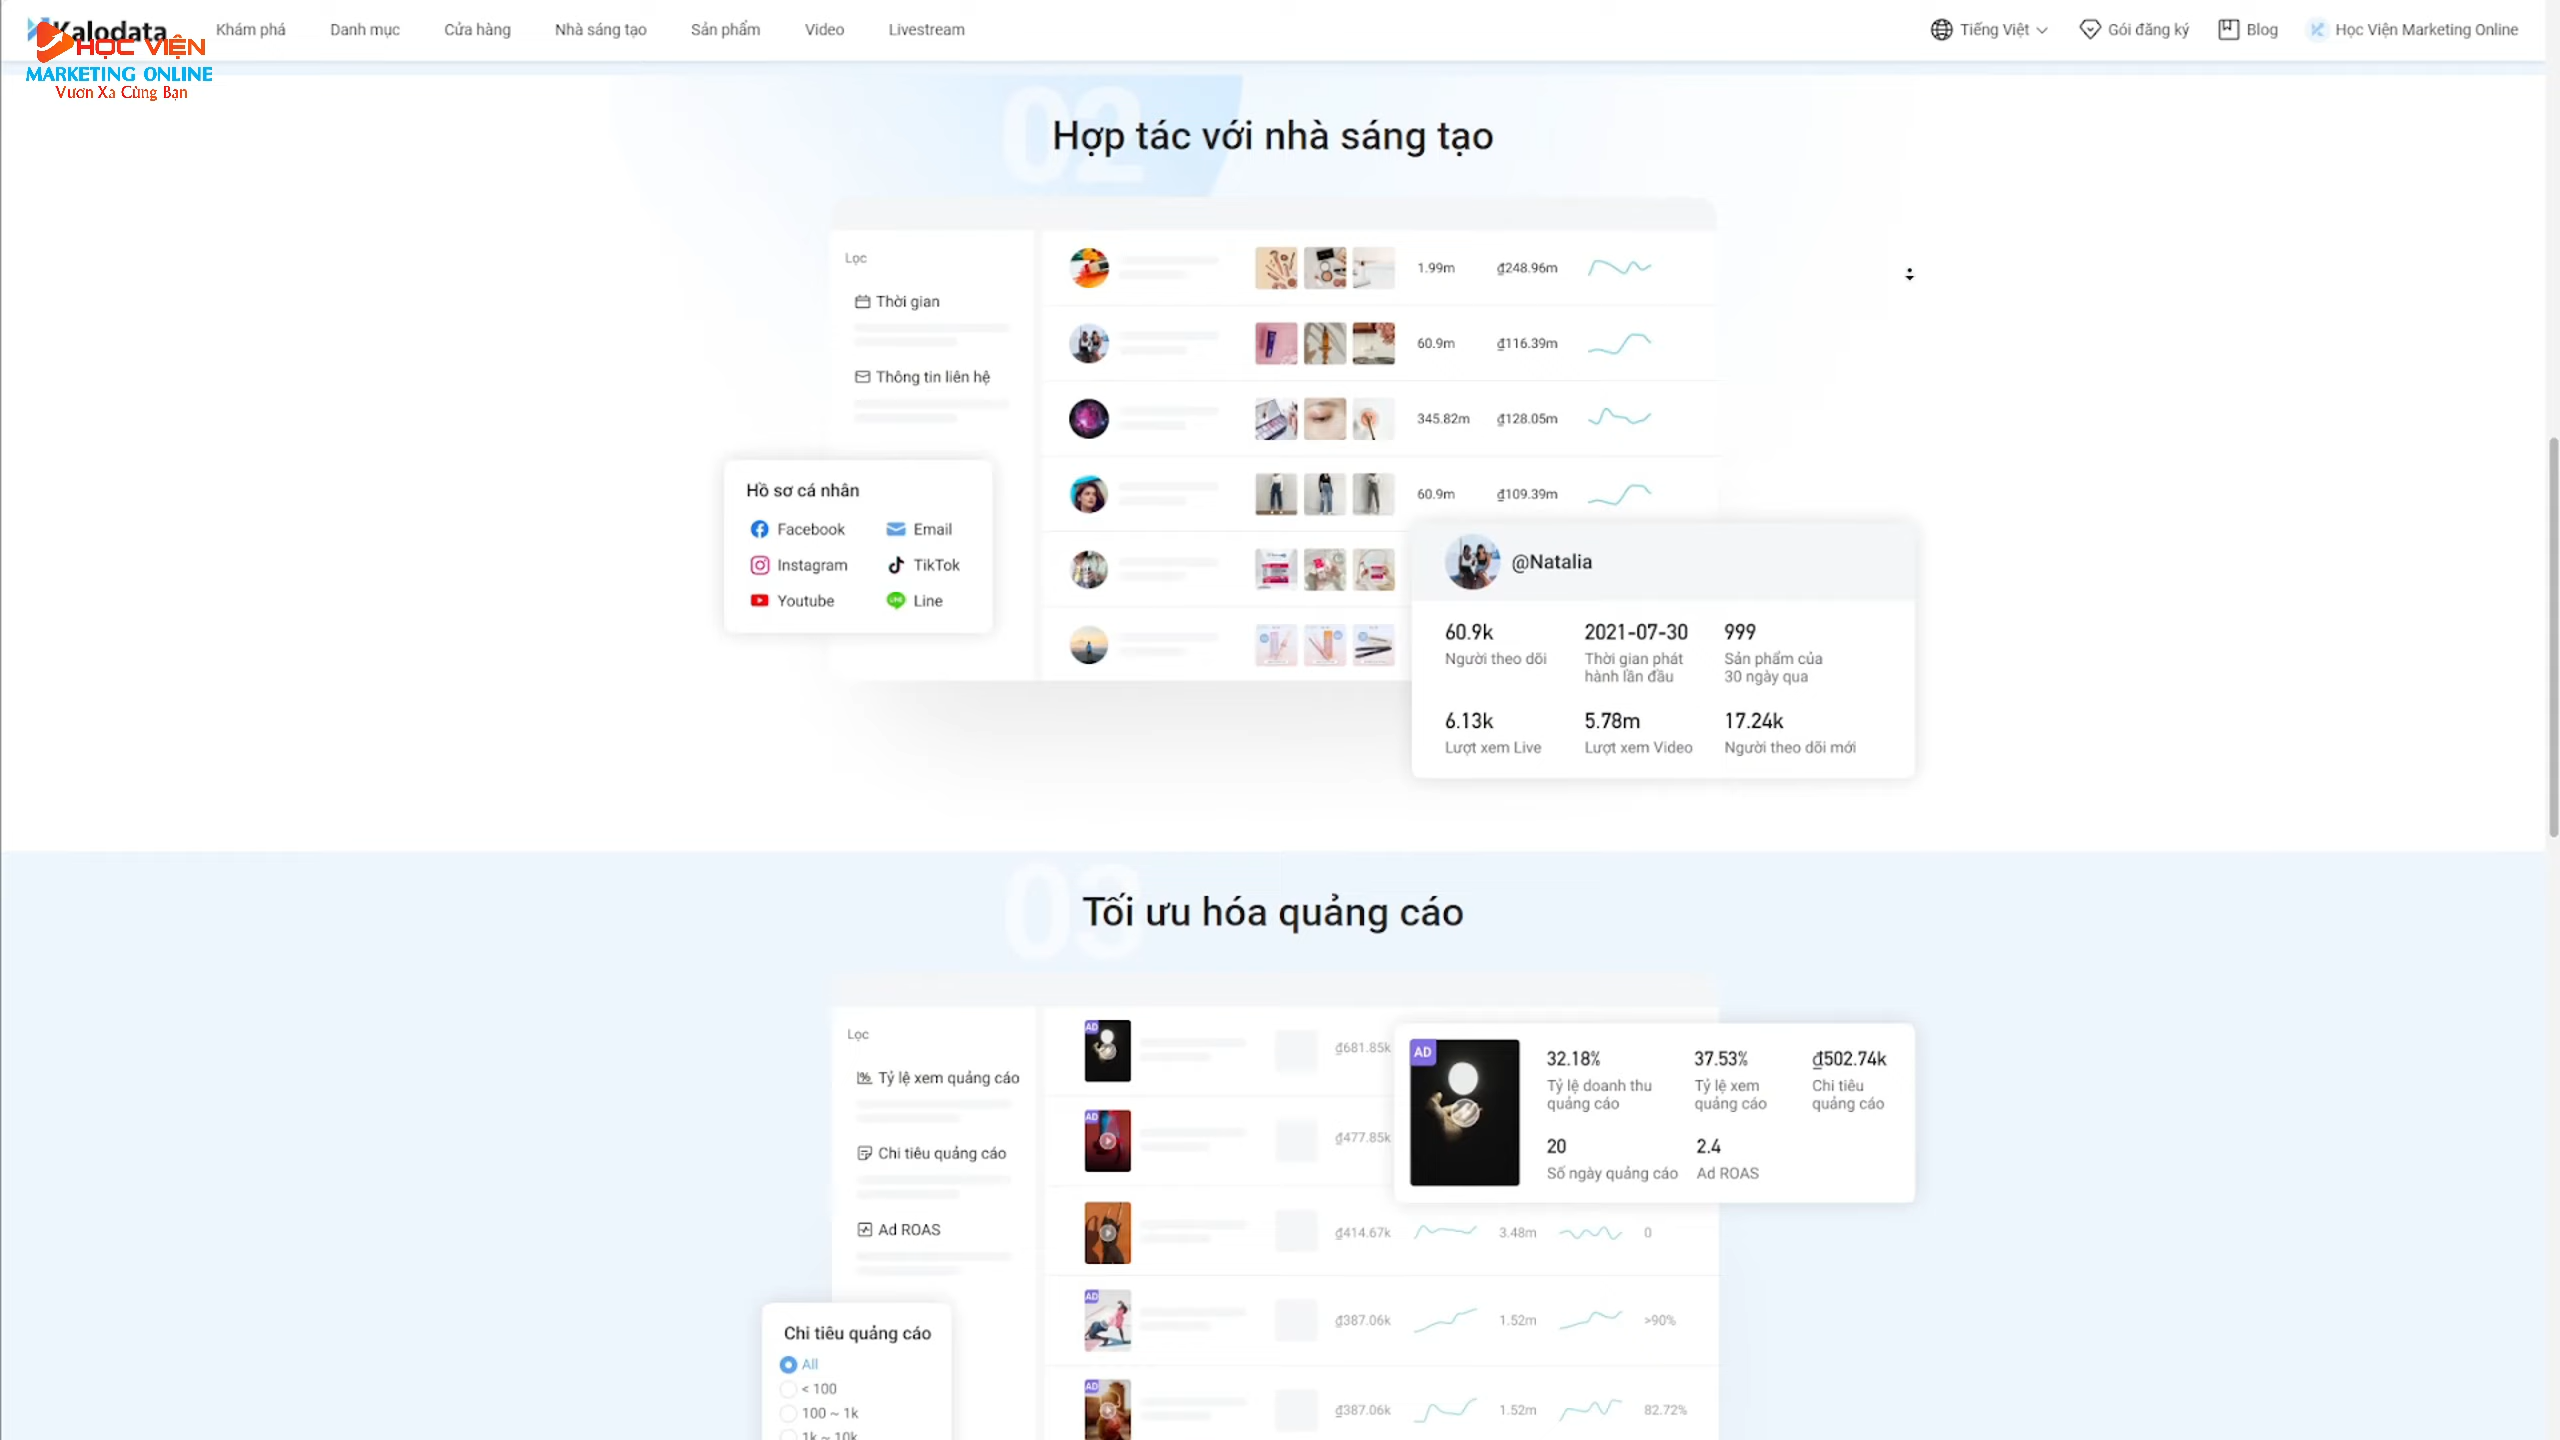 Kalodata
HỌC VIỆN
MARKETING ONLINE
Vươn Xa Cùng Bạn
Khám phá
Danh mục
Cửa hàng
Nhà sáng tạo
Sản phẩm
Video
Livestream
Tiếng Việt
Gói đăng ký
Blog
Học Viện Marketing Online
02
Hợp tác với nhà sáng tạo
Lọc
Thời gian
Thông tin liên hệ
1.99m ₫248.96m
60.9m ₫116.39m
345.82m ₫128.05m
60.9m ₫109.39m
Hồ sơ cá nhân
Facebook Email
Instagram TikTok
Youtube Line
@Natalia
60.9k 2021-07-30 999
Người theo dõi Thời gian phát Sản phẩm của
hành lần đầu 30 ngày qua
6.13k 5.78m 17.24k
Lượt xem Live Lượt xem Video Người theo dõi mới
03
Tối ưu hóa quảng cáo
Lọc
Tỷ lệ xem quảng cáo
Chi tiêu quảng cáo
Ad ROAS
AD ₫681.85k
AD ₫477.85k
₫414.67k 3.48m 0
AD ₫387.06k 1.52m >90%
AD ₫387.06k 1.52m 82.72%
AD
32.18% 37.53% ₫502.74k
Tỷ lệ doanh thu Tỷ lệ xem Chi tiêu
quảng cáo quảng cáo quảng cáo
20 2.4
Số ngày quảng cáo Ad ROAS
Chi tiêu quảng cáo
All
< 100
100 ~ 1k
1k ~ 10k